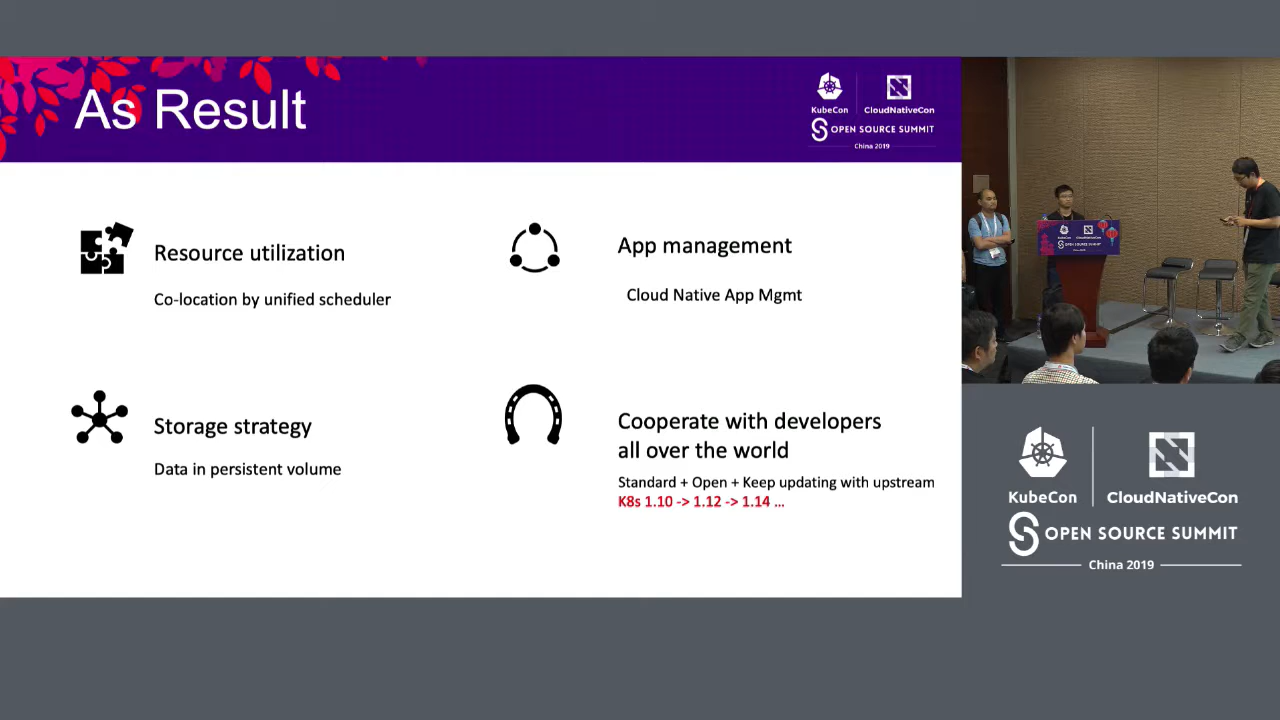 As Result
KubeCon
CloudNativeCon
OPEN SOURCE SUMMIT
China 2019
Resource utilization
Co-location by unified scheduler
App management
Cloud Native App Mgmt
Storage strategy
Data in persistent volume
Cooperate with developers
all over the world
Standard + Open + Keep updating with upstream
K8s 1.10 -> 1.12 -> 1.14 ...
KubeCon
CloudNativeCon
OPEN SOURCE SUMMIT
China 2019